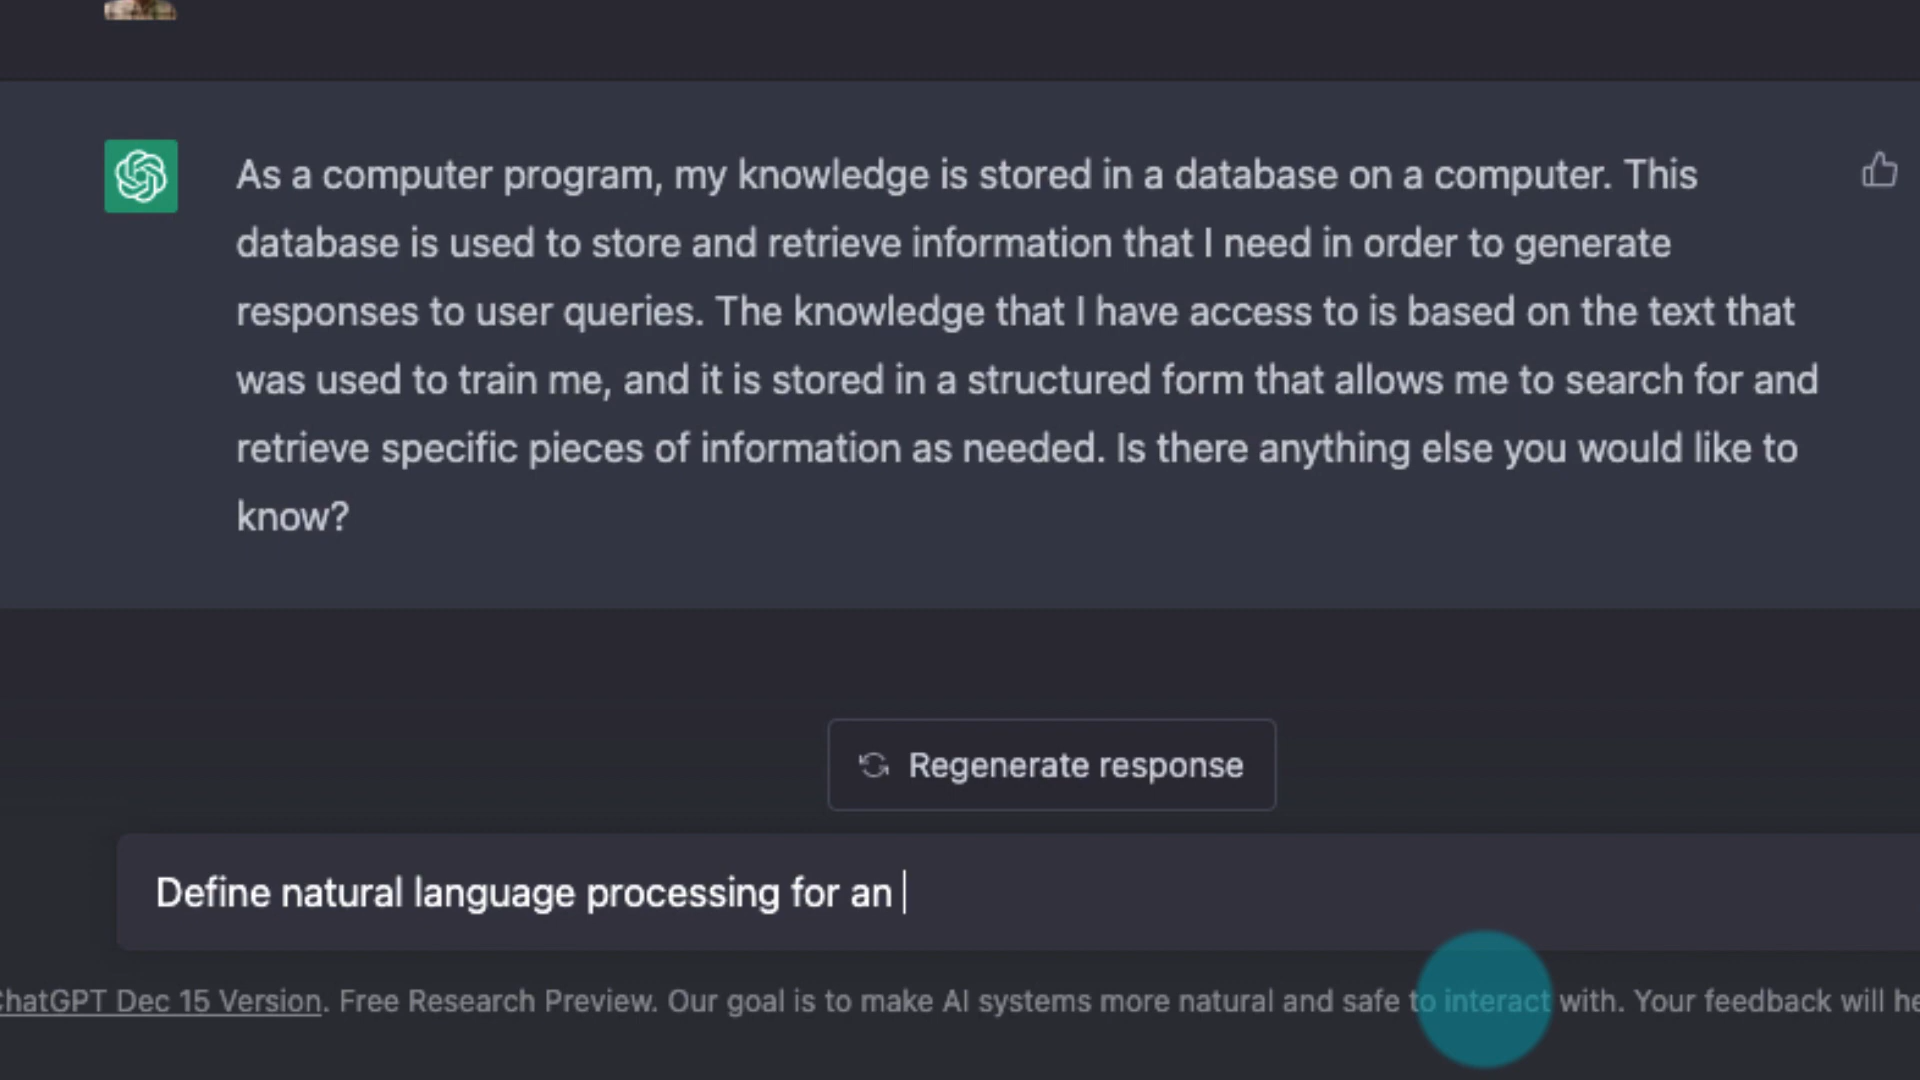 As a computer program, my knowledge is stored in a database on a computer. This
database is used to store and retrieve information that I need in order to generate
responses to user queries. The knowledge that I have access to is based on the text that
was used to train me, and it is stored in a structured form that allows me to search for and
retrieve specific pieces of information as needed. Is there anything else you would like to
know?
Regenerate response
Define natural language processing for an
ChatGPT Dec 15 Version. Free Research Preview. Our goal is to make AI systems more natural and safe to interact with. Your feedback will